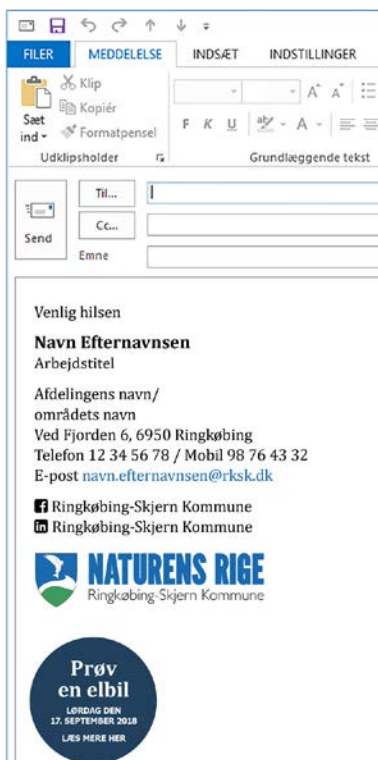 FILER MEDDELELSE INDSÆT INDSTILLINGER
Klip
Kopiér
Formatpensel
Sæt
ind
F K U A A A
Udklipsholder Grundlæggende tekst
Til...
Cc...
Send
Emne
Venlig hilsen
Navn Efternavnsen
Arbejdstitel
Afdelingens navn/
områdets navn
Ved Fjorden 6, 6950 Ringkøbing
Telefon 12 34 56 78 / Mobil 98 76 43 32
E-post navn.efternavnsen@rksk.dk
Ringkøbing-Skjern Kommune
in Ringkøbing-Skjern Kommune
NATURENS RIGE
Ringkøbing-Skjern Kommune
Prøv
en elbil
LØRDAG DEN
17. SEPTEMBER 2018
LÆS MERE HER